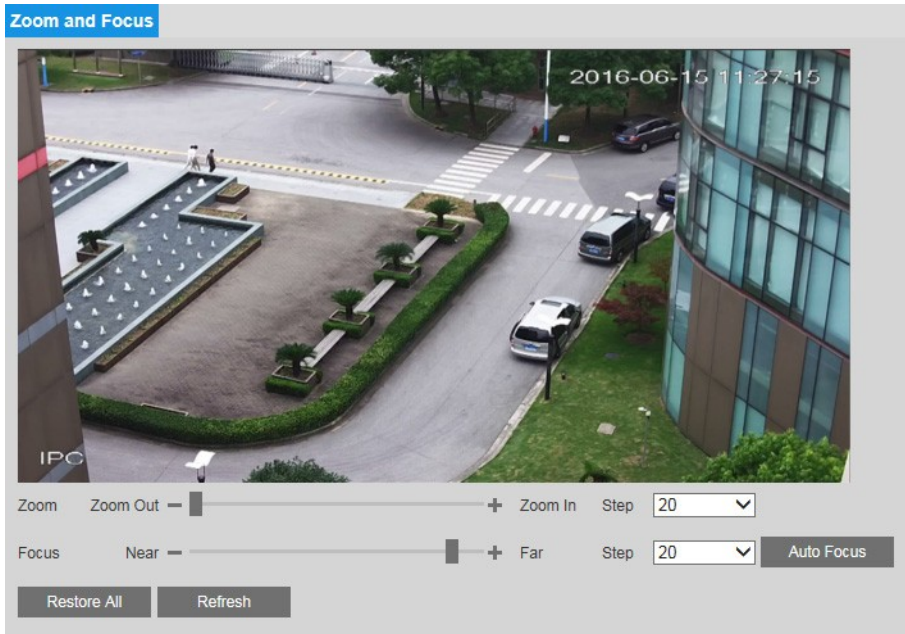 Zoom and Focus
2016-06-15 11:27:15
IPC
Zoom Zoom Out Zoom In Step 20
Focus Near Far Step 20 Auto Focus
Restore All Refresh